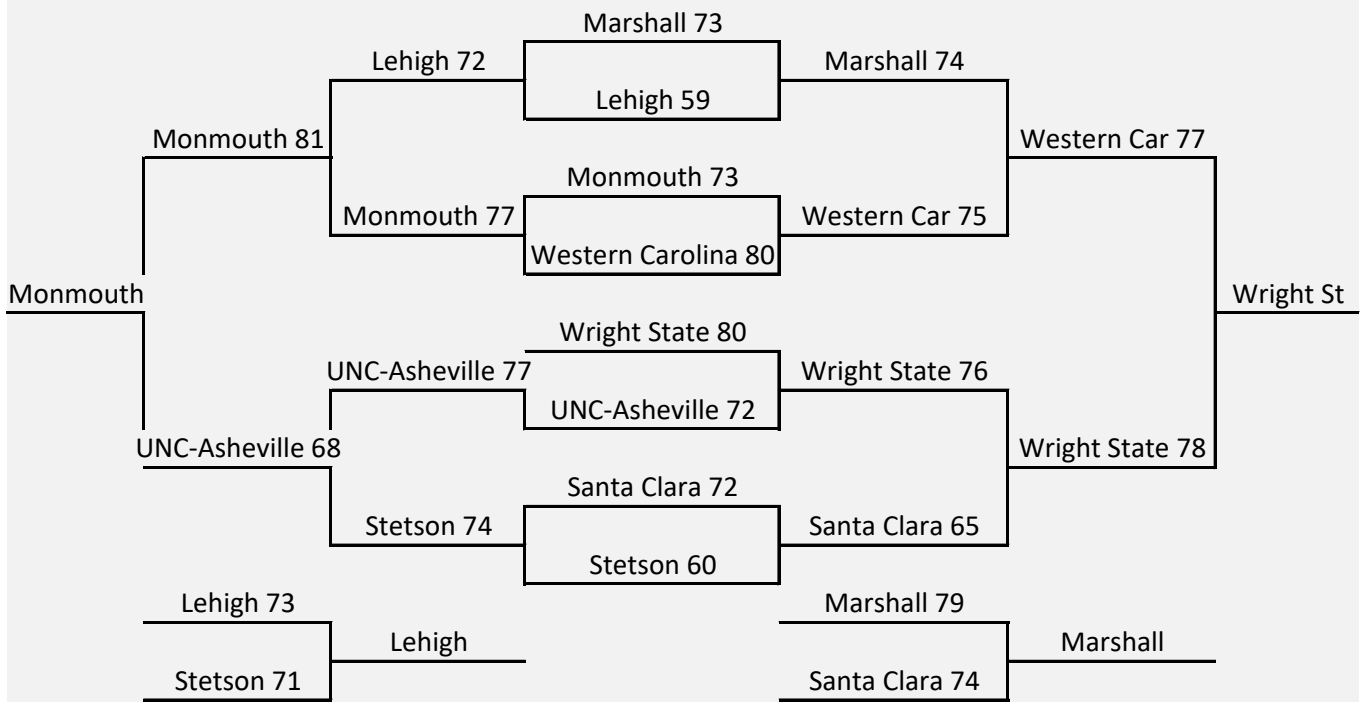 Marshall 73
Lehigh 72
Marshall 74
Lehigh 59
Monmouth 81
Western Car 77
Monmouth 73
Monmouth 77
Western Car 75
Western Carolina 80
Monmouth
Wright St
Wright State 80
UNC-Asheville 77
Wright State 76
UNC-Asheville 72
UNC-Asheville 68
Wright State 78
Santa Clara 72
Stetson 74
Santa Clara 65
Stetson 60
Lehigh 73
Marshall 79
Lehigh
Marshall
Stetson 71
Santa Clara 74